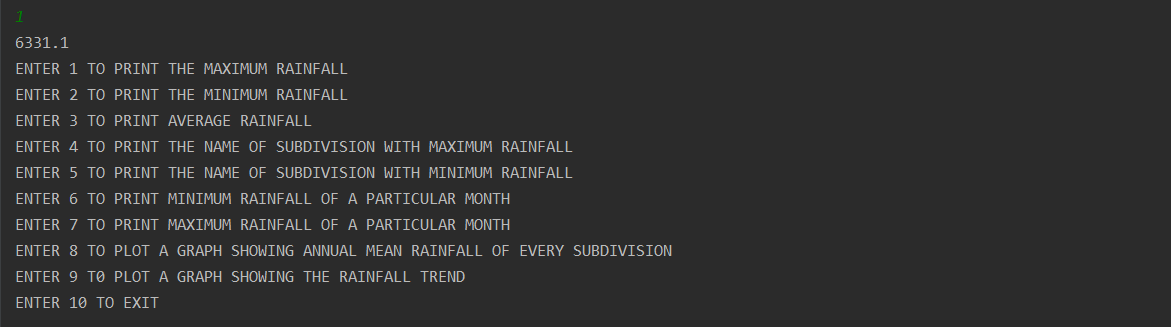 1
6331.1
ENTER 1 TO PRINT THE MAXIMUM RAINFALL
ENTER 2 TO PRINT THE MINIMUM RAINFALL
ENTER 3 TO PRINT AVERAGE RAINFALL
ENTER 4 TO PRINT THE NAME OF SUBDIVISION WITH MAXIMUM RAINFALL
ENTER 5 TO PRINT THE NAME OF SUBDIVISION WITH MINIMUM RAINFALL
ENTER 6 TO PRINT MINIMUM RAINFALL OF A PARTICULAR MONTH
ENTER 7 TO PRINT MAXIMUM RAINFALL OF A PARTICULAR MONTH
ENTER 8 TO PLOT A GRAPH SHOWING ANNUAL MEAN RAINFALL OF EVERY SUBDIVISION
ENTER 9 T0 PLOT A GRAPH SHOWING THE RAINFALL TREND
ENTER 10 TO EXIT